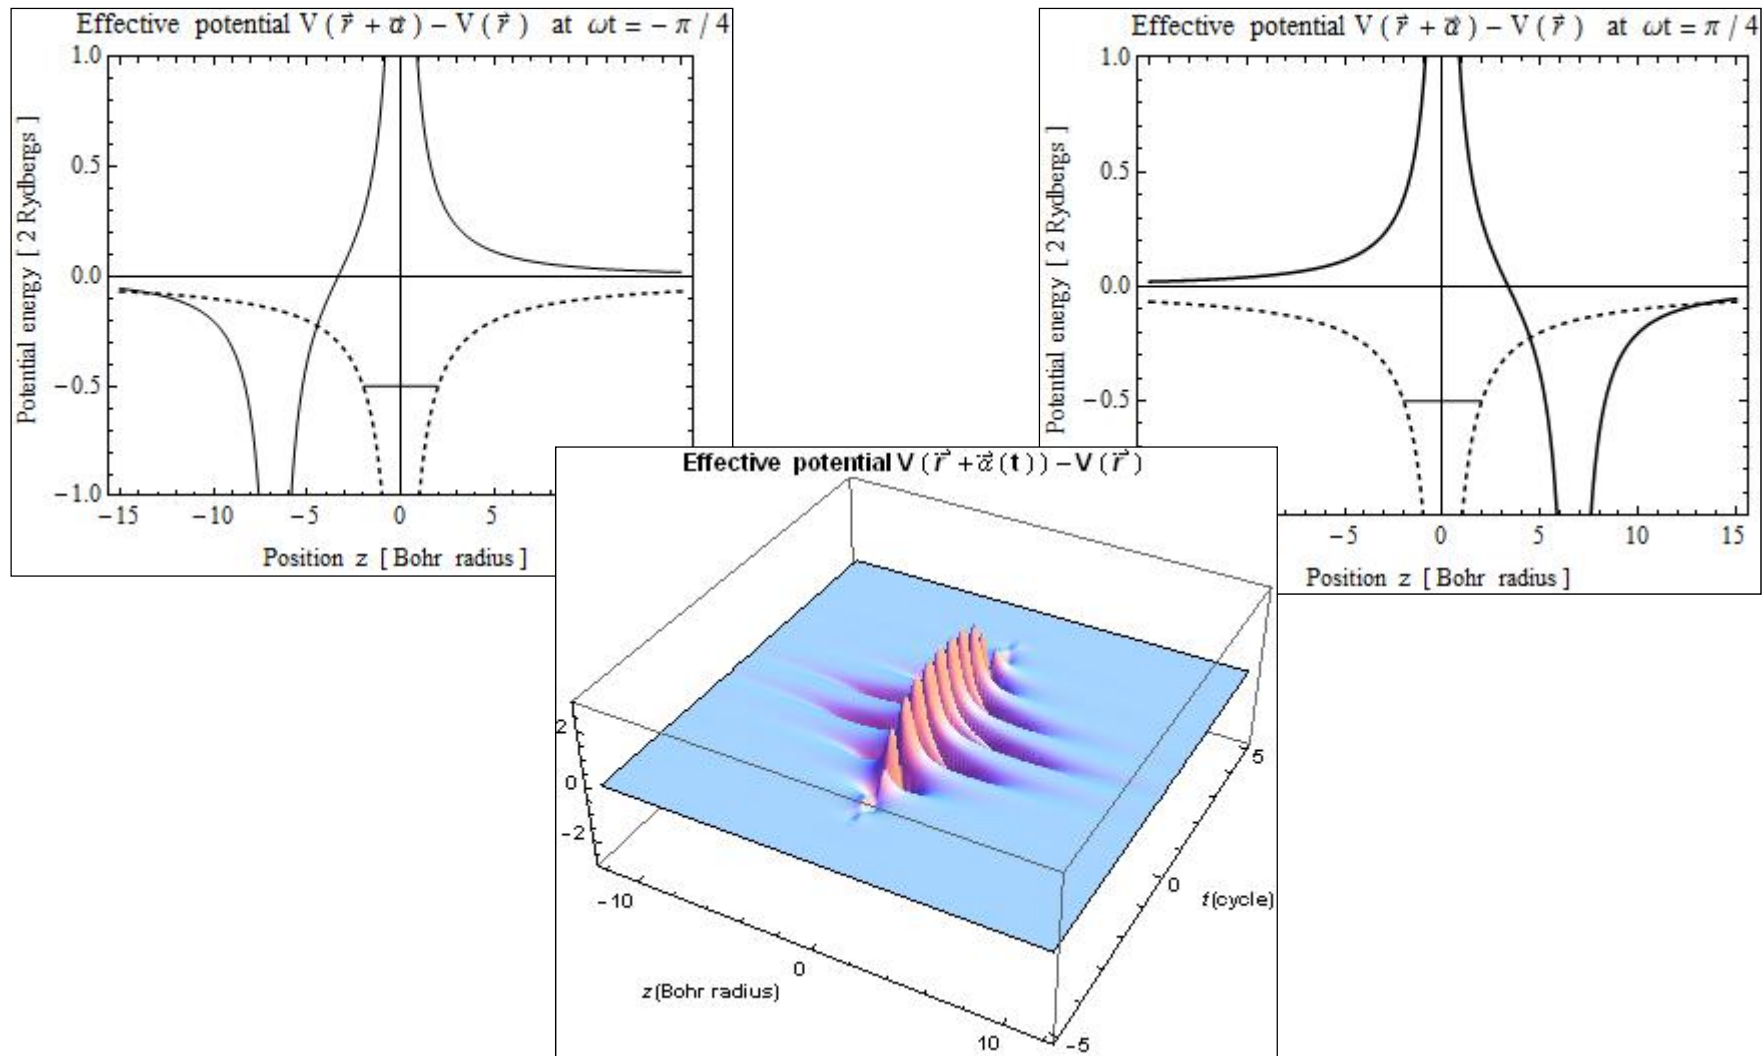 Effective potential V ( r⃗ + α⃗ ) − V ( r⃗ ) at ωt = − π / 4
1.0
0.5
0.0
−0.5
−1.0
Potential energy [ 2 Rydbergs ]
−15 −10 −5 0 5
Position z [ Bohr radius ]
Effective potential V ( r⃗ + α⃗ ) − V ( r⃗ ) at ωt = π / 4
1.0
0.5
0.0
−0.5
Potential energy [ 2 Rydbergs ]
−5 0 5 10 15
Position z [ Bohr radius ]
Effective potential V ( r⃗ + α⃗ (t) ) − V ( r⃗ )
2
0
−2
−10
0
10
z(Bohr radius)
5
0
−5
t(cycle)